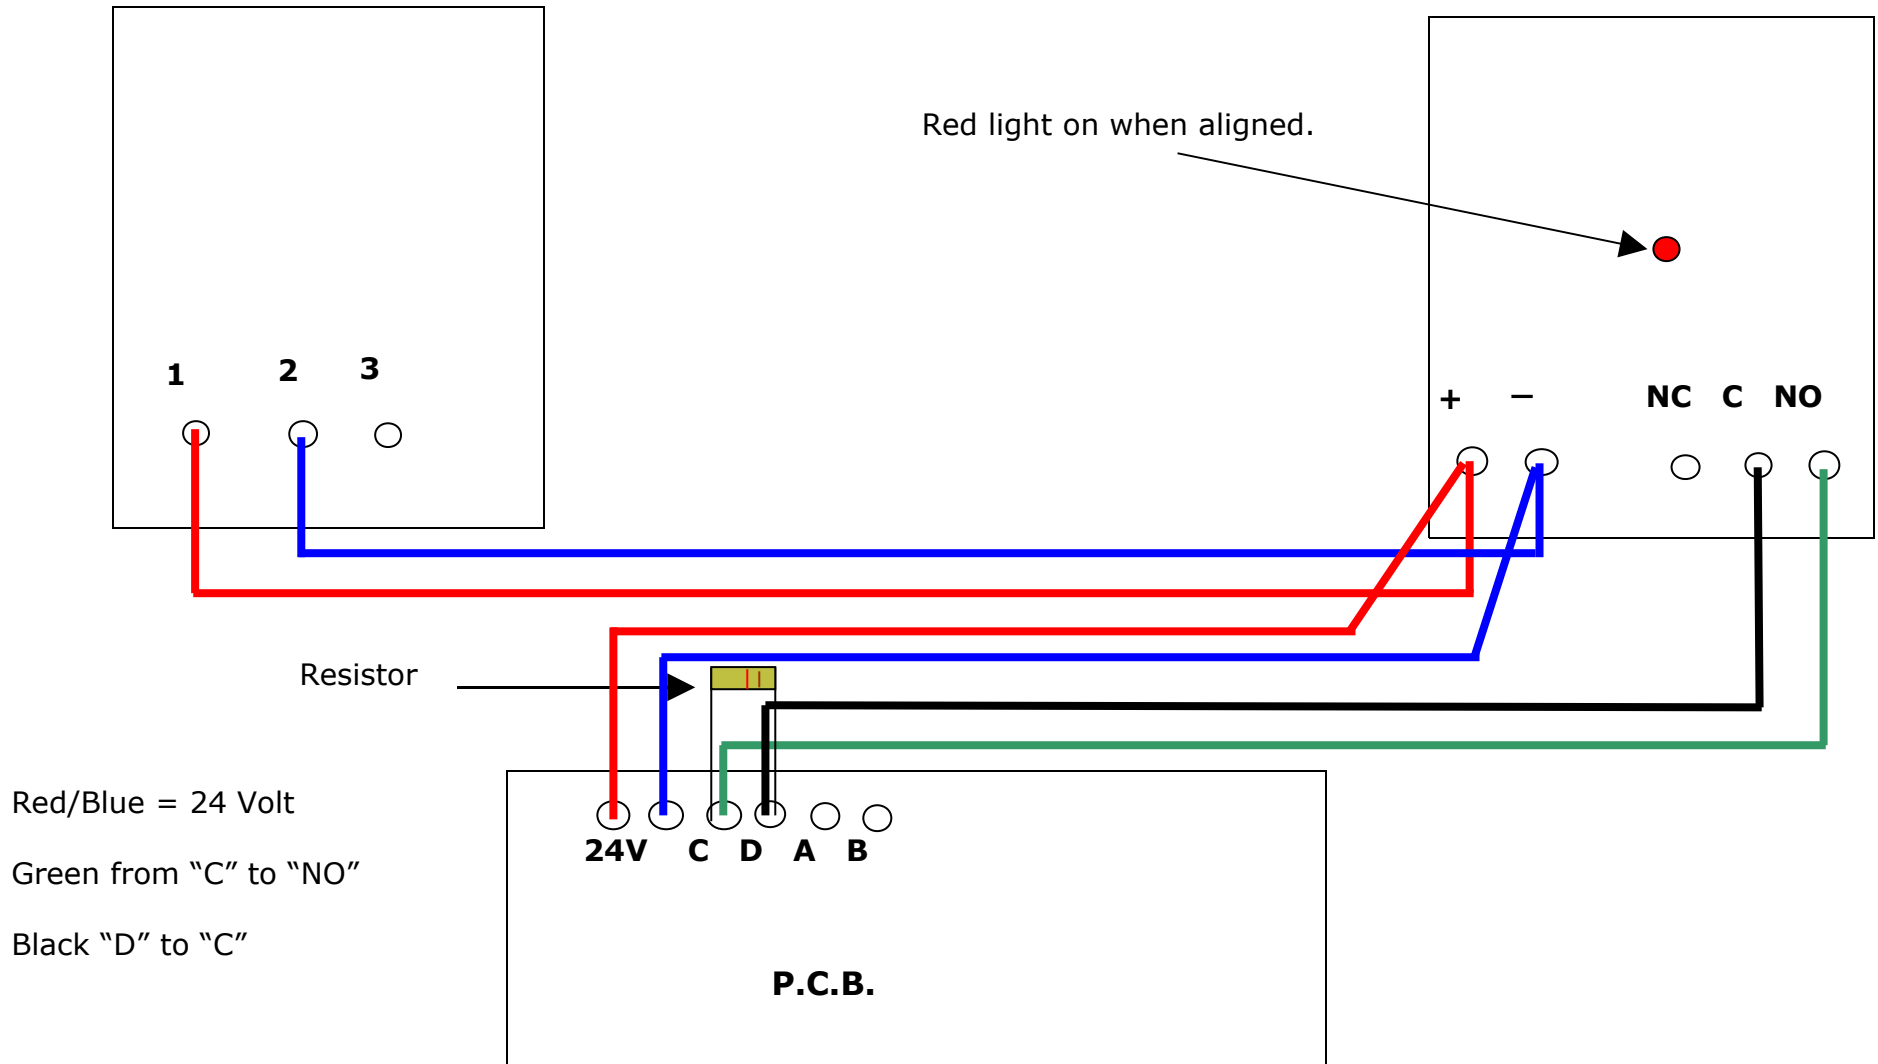 Red light on when aligned.
1 2 3
+ – NC C NO
Resistor
Red/Blue = 24 Volt
Green from “C” to “NO”
Black “D” to “C”
24V C D A B
P.C.B.